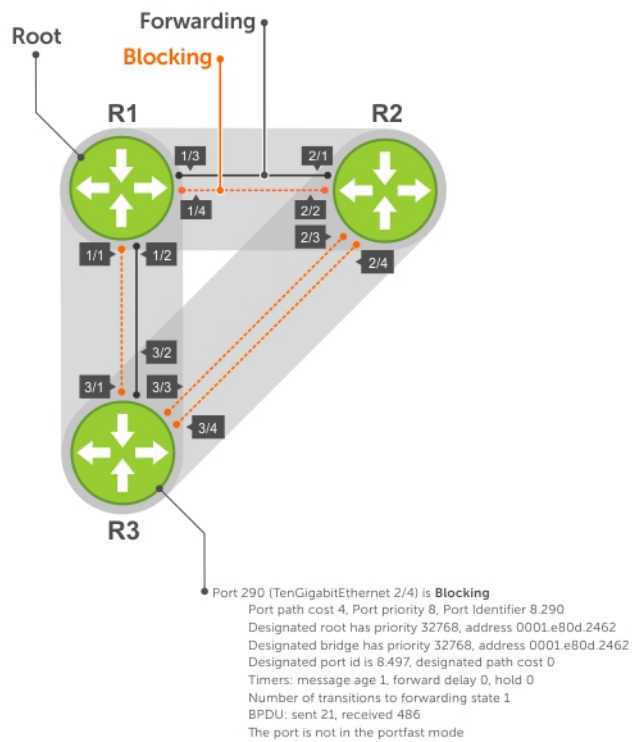 Forwarding
Root
Blocking
R1
R2
1/3
2/1
1/4
2/2
2/3
1/1
1/2
2/4
3/2
3/1
3/3
3/4
R3
Port 290 (TenGigabitEthernet 2/4) is Blocking
Port path cost 4, Port priority 8, Port Identifier 8.290
Designated root has priority 32768, address 0001.e80d.2462
Designated bridge has priority 32768, address 0001.e80d.2462
Designated port id is 8.497, designated path cost 0
Timers: message age 1, forward delay 0, hold 0
Number of transitions to forwarding state 1
BPDU: sent 21, received 486
The port is not in the portfast mode